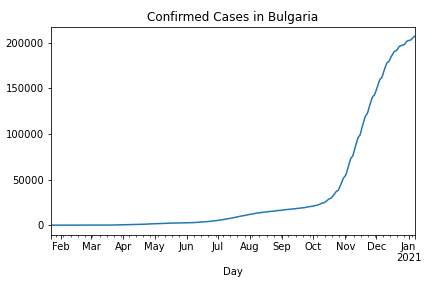 Confirmed Cases in Bulgaria
200000
150000
100000
50000
0
Feb Mar Apr May Jun Jul Aug Sep Oct Nov Dec Jan
2021
Day